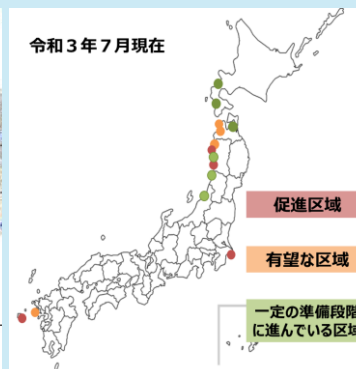 令和３年７月現在
促進区域
有望な区域
一定の準備段階
に進んでいる区域